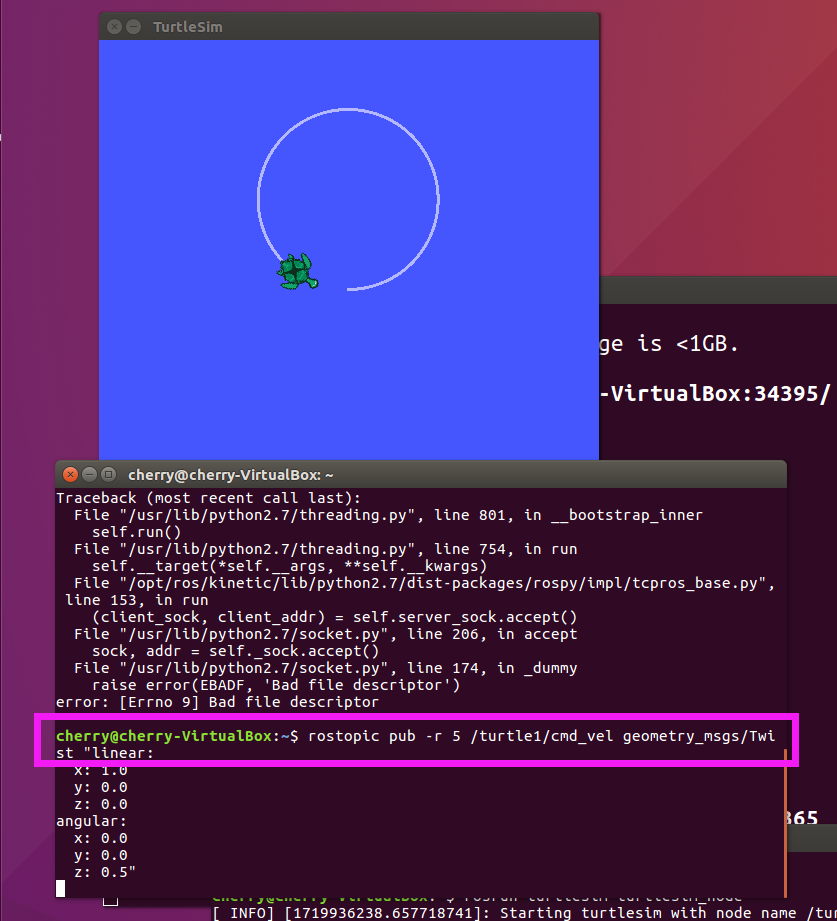 TurtleSim
ge is <1GB.
-VirtualBox:34395/
cherry@cherry-VirtualBox: ~
Traceback (most recent call last):
File "/usr/lib/python2.7/threading.py", line 801, in __bootstrap_inner
self.run()
File "/usr/lib/python2.7/threading.py", line 754, in run
self.__target(*self.__args, **self.__kwargs)
File "/opt/ros/kinetic/lib/python2.7/dist-packages/rospy/impl/tcpros_base.py",
line 153, in run
(client_sock, client_addr) = self.server_sock.accept()
File "/usr/lib/python2.7/socket.py", line 206, in accept
sock, addr = self._sock.accept()
File "/usr/lib/python2.7/socket.py", line 174, in _dummy
raise error(EBADF, 'Bad file descriptor')
error: [Errno 9] Bad file descriptor
cherry@cherry-VirtualBox:~$ rostopic pub -r 5 /turtle1/cmd_vel geometry_msgs/Twi
st "linear:
x: 1.0
y: 0.0
z: 0.0
angular:
x: 0.0
y: 0.0
z: 0.5"
365
cherry@cherry-VirtualBox:~$ rosrun turtlesim turtlesim_node
[ INFO] [1719936238.657718741]: Starting turtlesim with node name /tur